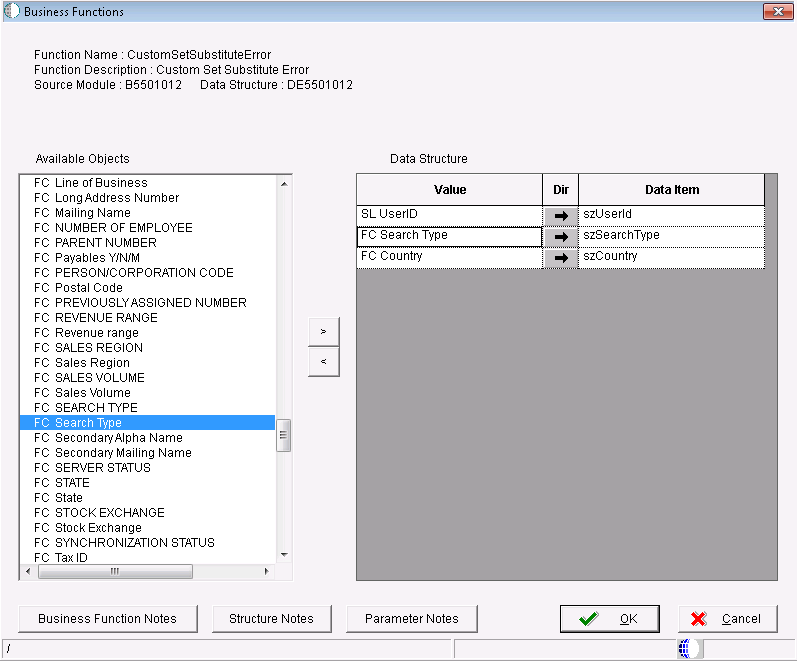 Business Functions
Function Name : CustomSetSubstituteError
Function Description : Custom Set Substitute Error
Source Module : B5501012 Data Structure : DE5501012
Available Objects
FC Line of Business
FC Long Address Number
FC Mailing Name
FC NUMBER OF EMPLOYEE
FC PARENT NUMBER
FC Payables Y/N/M
FC PERSON/CORPORATION CODE
FC Postal Code
FC PREVIOUSLY ASSIGNED NUMBER
FC REVENUE RANGE
FC Revenue range
FC SALES REGION
FC Sales Region
FC SALES VOLUME
FC Sales Volume
FC SEARCH TYPE
FC Search Type
FC Secondary Alpha Name
FC Secondary Mailing Name
FC SERVER STATUS
FC STATE
FC State
FC STOCK EXCHANGE
FC Stock Exchange
FC SYNCHRONIZATION STATUS
FC Tax ID
>
<
Data Structure
Value Dir Data Item
SL UserID szUserId
FC Search Type szSearchType
FC Country szCountry
Business Function Notes Structure Notes Parameter Notes OK Cancel
/